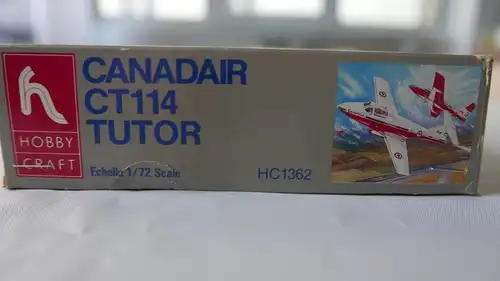 HOBBY
CRAFT
CANADAIR
CT114
TUTOR
Echelle 1/72 Scale
HC1362